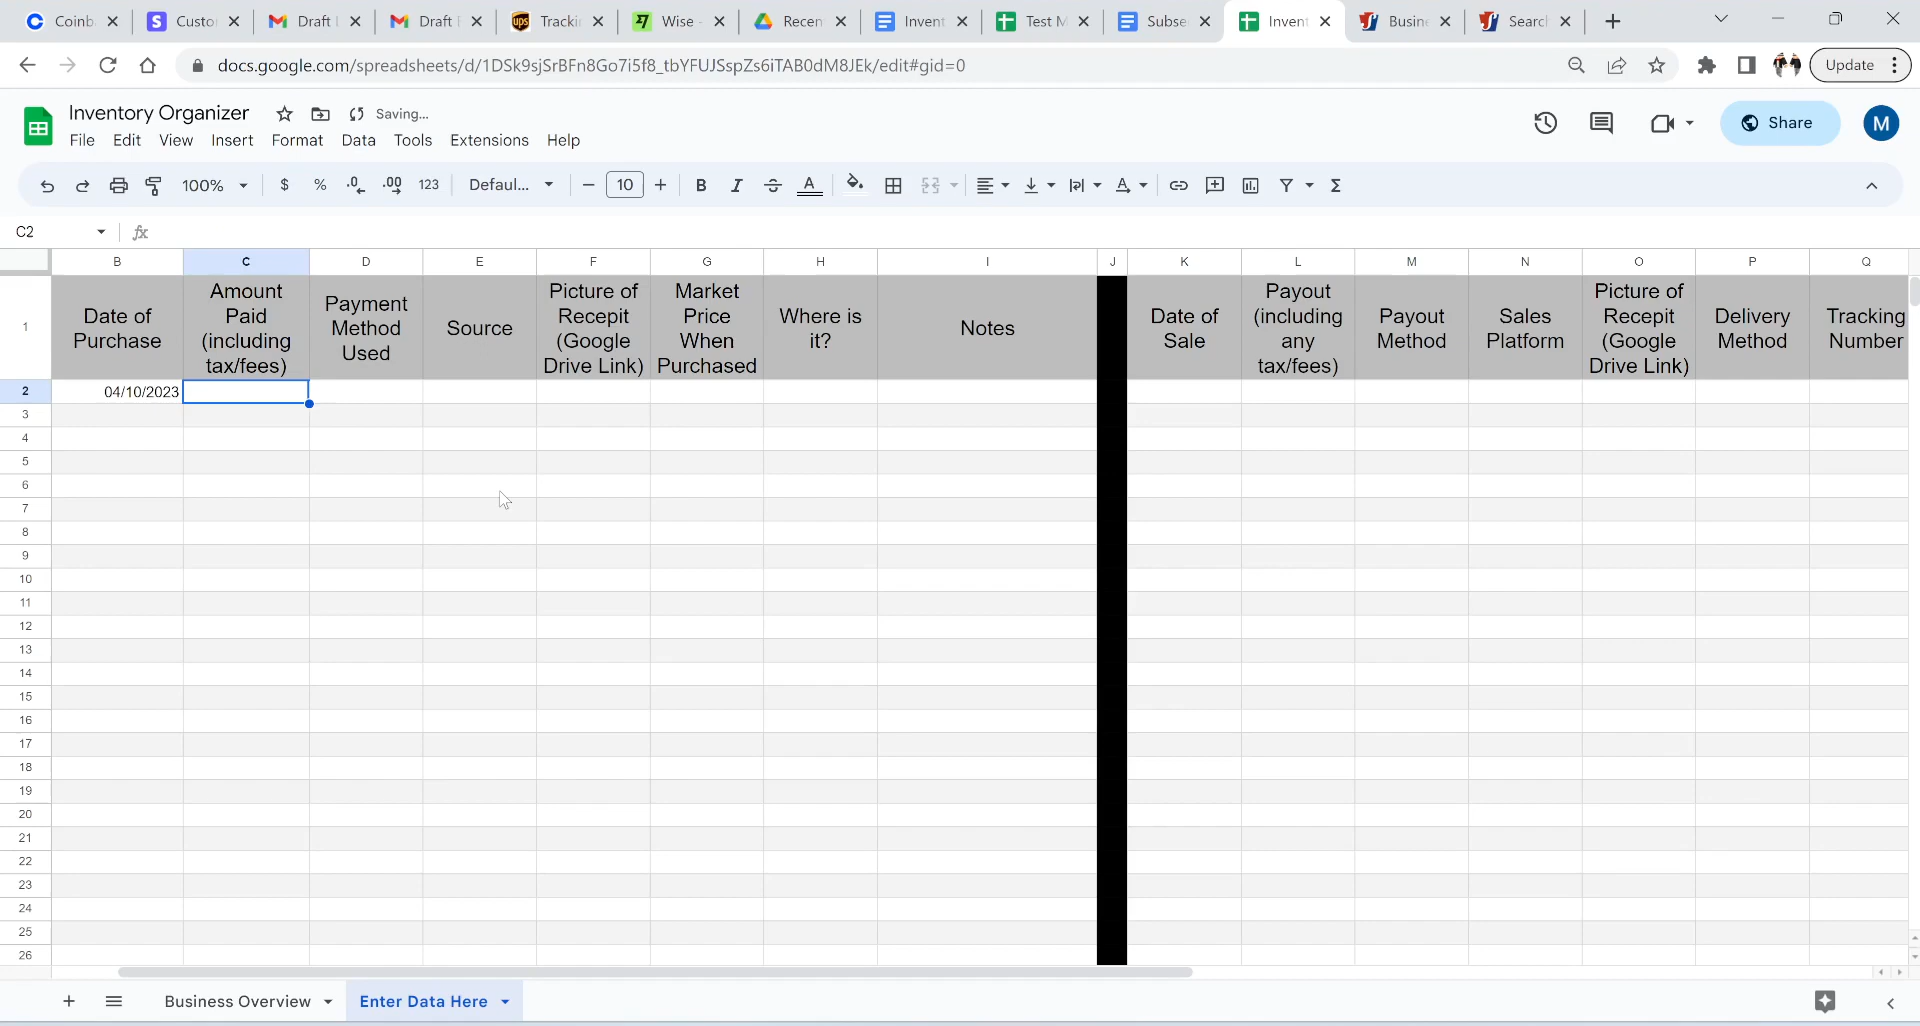 Coinb
Custo
Draft
Draft
ups
Tracki
Wise
Recen
Invent
Test M
Subse
Invent
Busine
Search
docs.google.com/spreadsheets/d/1DSk9sjSrBFn8Go7i5f8_tbYFUJSspZs6iTAB0dM8JEk/edit#gid=0
Update
Inventory Organizer
Saving...
File Edit View Insert Format Data Tools Extensions Help
Share
M
100% $ % .0 .00 123 Defaul... − 10 + B I A
C2
fx
B C D E F G H I J K L M N O P Q
1
Date of
Purchase
Amount
Paid
(including
tax/fees)
Payment
Method
Used
Source
Picture of
Recepit
(Google
Drive Link)
Market
Price
When
Purchased
Where is
it?
Notes
Date of
Sale
Payout
(including
any
tax/fees)
Payout
Method
Sales
Platform
Picture of
Recepit
(Google
Drive Link)
Delivery
Method
Tracking
Number
2 04/10/2023
3
4
5
6
7
8
9
10
11
12
13
14
15
16
17
18
19
20
21
22
23
24
25
26
Business Overview
Enter Data Here